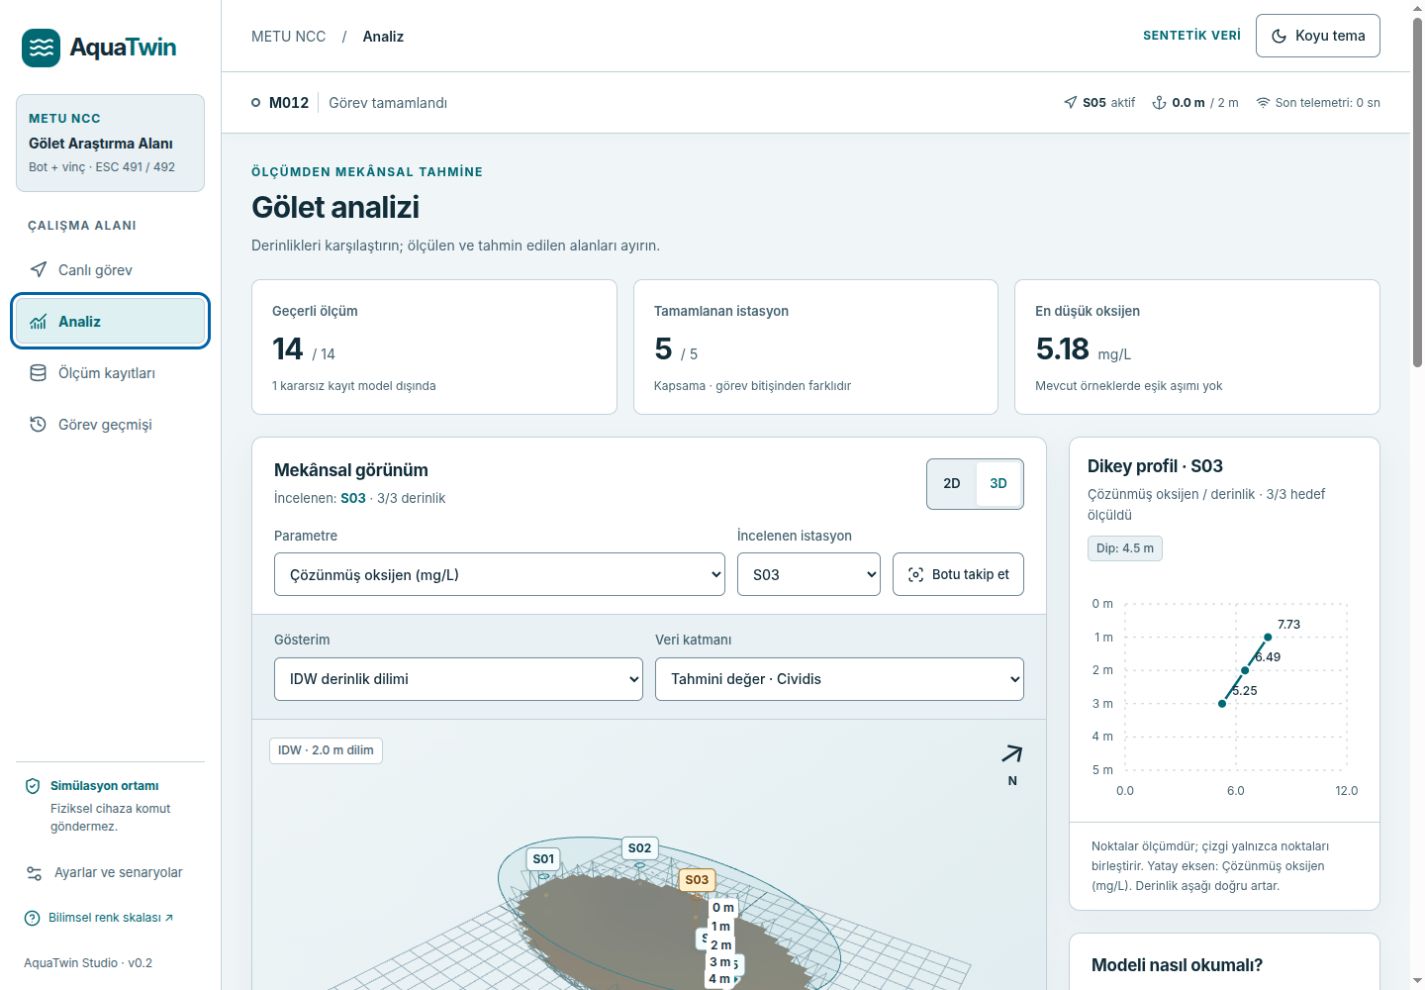 AquaTwin
METU NCC
Gölet Araştırma Alanı
Bot + vinç · ESC 491 / 492
ÇALIŞMA ALANI
Canlı görev
Analiz
Ölçüm kayıtları
Görev geçmişi
Simülasyon ortamı
Fiziksel cihaza komut
göndermez.
Ayarlar ve senaryolar
Bilimsel renk skalası ↗
AquaTwin Studio · v0.2
METU NCC / Analiz
SENTETİK VERİ
Koyu tema
M012 Görev tamamlandı
S05 aktif
0.0 m / 2 m
Son telemetri: 0 sn
ÖLÇÜMDEN MEKÂNSAL TAHMİNE
Gölet analizi
Derinlikleri karşılaştırın; ölçülen ve tahmin edilen alanları ayırın.
Geçerli ölçüm
14 / 14
1 kararsız kayıt model dışında
Tamamlanan istasyon
5 / 5
Kapsama · görev bitişinden farklıdır
En düşük oksijen
5.18 mg/L
Mevcut örneklerde eşik aşımı yok
Mekânsal görünüm
İncelenen: S03 · 3/3 derinlik
2D
3D
Parametre
Çözünmüş oksijen (mg/L)
İncelenen istasyon
S03
Botu takip et
Gösterim
IDW derinlik dilimi
Veri katmanı
Tahmini değer · Cividis
IDW · 2.0 m dilim
N
S01
S02
S03
0 m
1 m
2 m
3 m
4 m
Dikey profil · S03
Çözünmüş oksijen / derinlik · 3/3 hedef
ölçüldü
Dip: 4.5 m
0 m
1 m
2 m
3 m
4 m
5 m
7.73
6.49
5.25
0.0
6.0
12.0
Noktalar ölçümdür; çizgi yalnızca noktaları
birleştirir. Yatay eksen: Çözünmüş oksijen
(mg/L). Derinlik aşağı doğru artar.
Modeli nasıl okumalı?